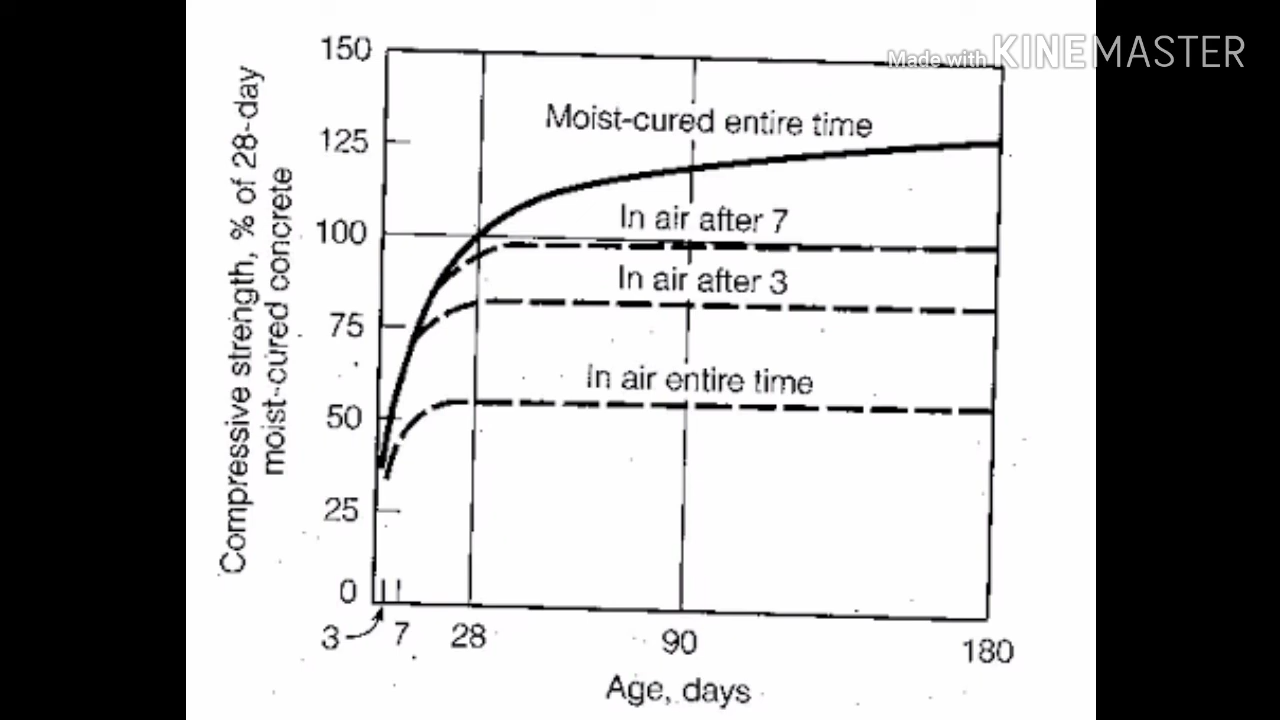 Made with KINEMASTER
150
Moist-cured entire time
125
In air after 7
100
In air after 3
75
In air entire time
50
25
0
3
7
28
90
180
Age, days
Compressive strength, % of 28-day
moist-cured concrete